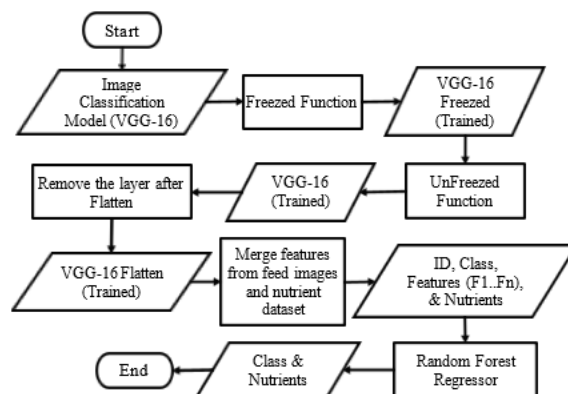 Start
Image
Classification
Model (VGG-16)
Freezed Function
VGG-16
Freezed
(Trained)
UnFreezed
Function
VGG-16
(Trained)
Remove the layer after
Flatten
VGG-16 Flatten
(Trained)
Merge features
from feed images
and nutrient
dataset
ID, Class,
Features (F1..Fn),
& Nutrients
Random Forest
Regressor
Class &
Nutrients
End